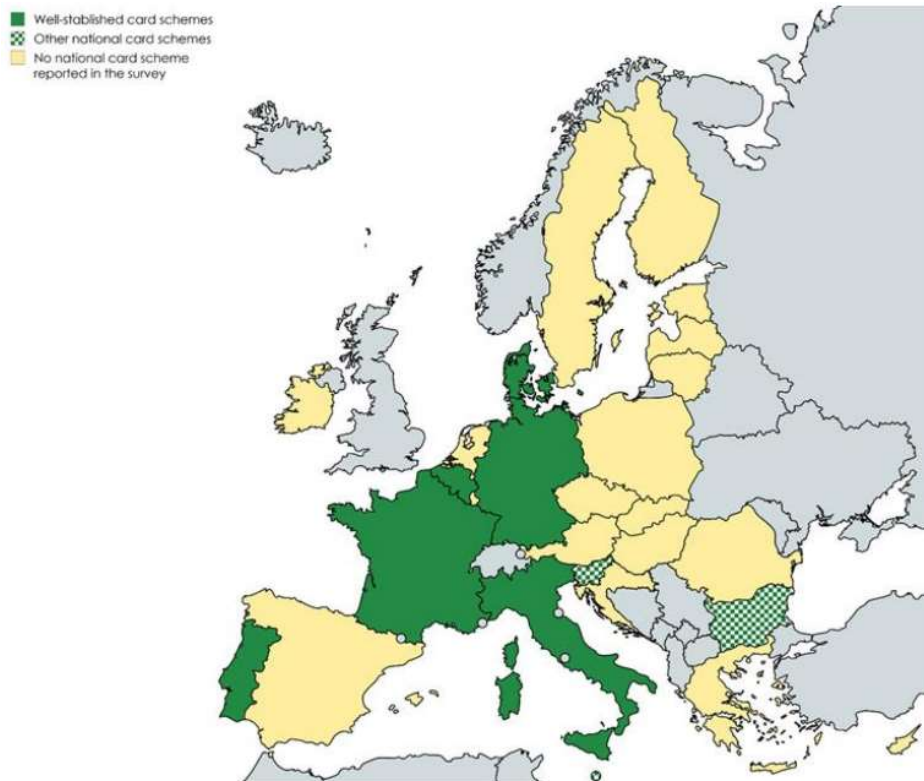 Well-stablished card schemes
Other national card schemes
No national card scheme
reported in the survey